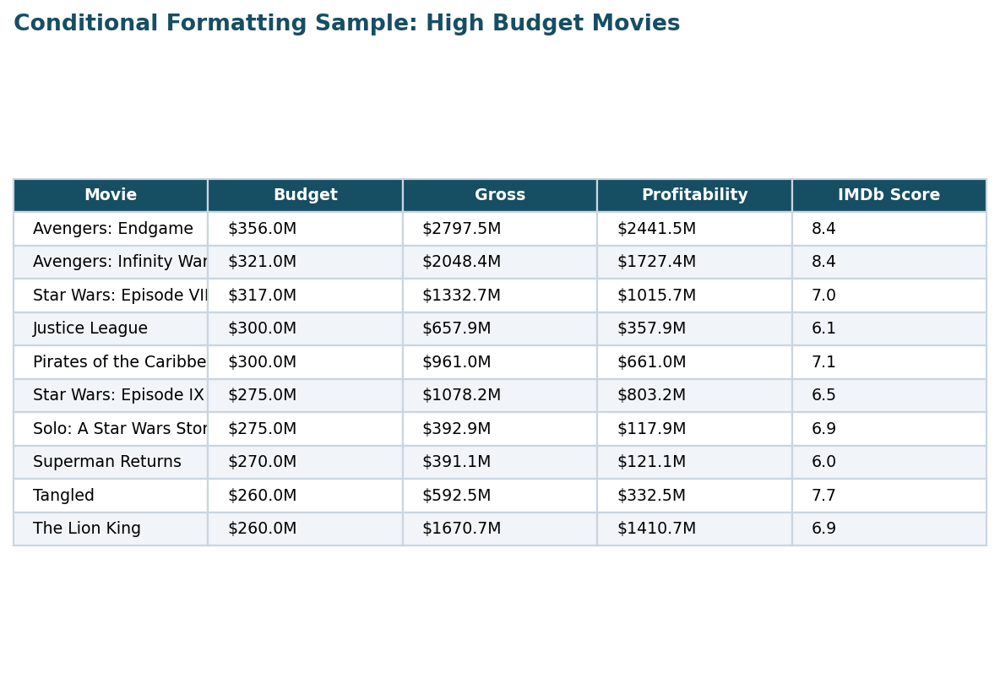 Conditional Formatting Sample: High Budget Movies
Movie Budget Gross Profitability IMDb Score
Avengers: Endgame $356.0M $2797.5M $2441.5M 8.4
Avengers: Infinity War $321.0M $2048.4M $1727.4M 8.4
Star Wars: Episode VII $317.0M $1332.7M $1015.7M 7.0
Justice League $300.0M $657.9M $357.9M 6.1
Pirates of the Caribbe $300.0M $961.0M $661.0M 7.1
Star Wars: Episode IX $275.0M $1078.2M $803.2M 6.5
Solo: A Star Wars Stor $275.0M $392.9M $117.9M 6.9
Superman Returns $270.0M $391.1M $121.1M 6.0
Tangled $260.0M $592.5M $332.5M 7.7
The Lion King $260.0M $1670.7M $1410.7M 6.9